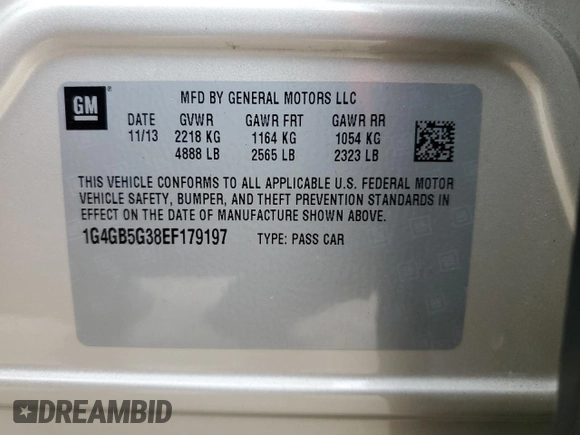 GM
MFD BY GENERAL MOTORS LLC
DATE GVWR GAWR FRT GAWR RR
11/13 2218 KG 1164 KG 1054 KG
4888 LB 2565 LB 2323 LB
THIS VEHICLE CONFORMS TO ALL APPLICABLE U.S. FEDERAL MOTOR
VEHICLE SAFETY, BUMPER, AND THEFT PREVENTION STANDARDS IN
EFFECT ON THE DATE OF MANUFACTURE SHOWN ABOVE.
1G4GB5G38EF179197 TYPE: PASS CAR
DREAMBID